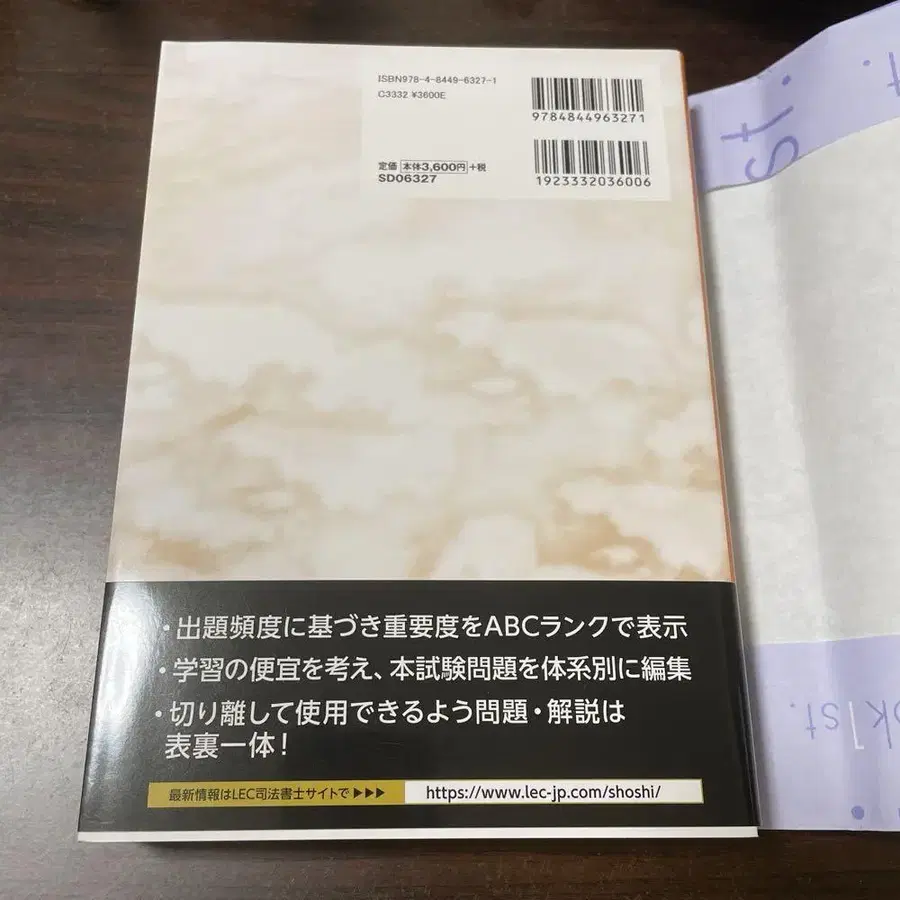 ISBN978-4-8449-6327-1
C3332 ¥3600E
9784844963271
定価 本体3,600円 +税
SD06327
1923332036006
・出題頻度に基づき重要度をABCランクで表示
・学習の便宜を考え、本試験問題を体系別に編集
・切り離して使用できるよう問題・解説は
表裏一体！
最新情報はLEC司法書士サイトで ▶▶▶ https://www.lec-jp.com/shoshi/
1st.